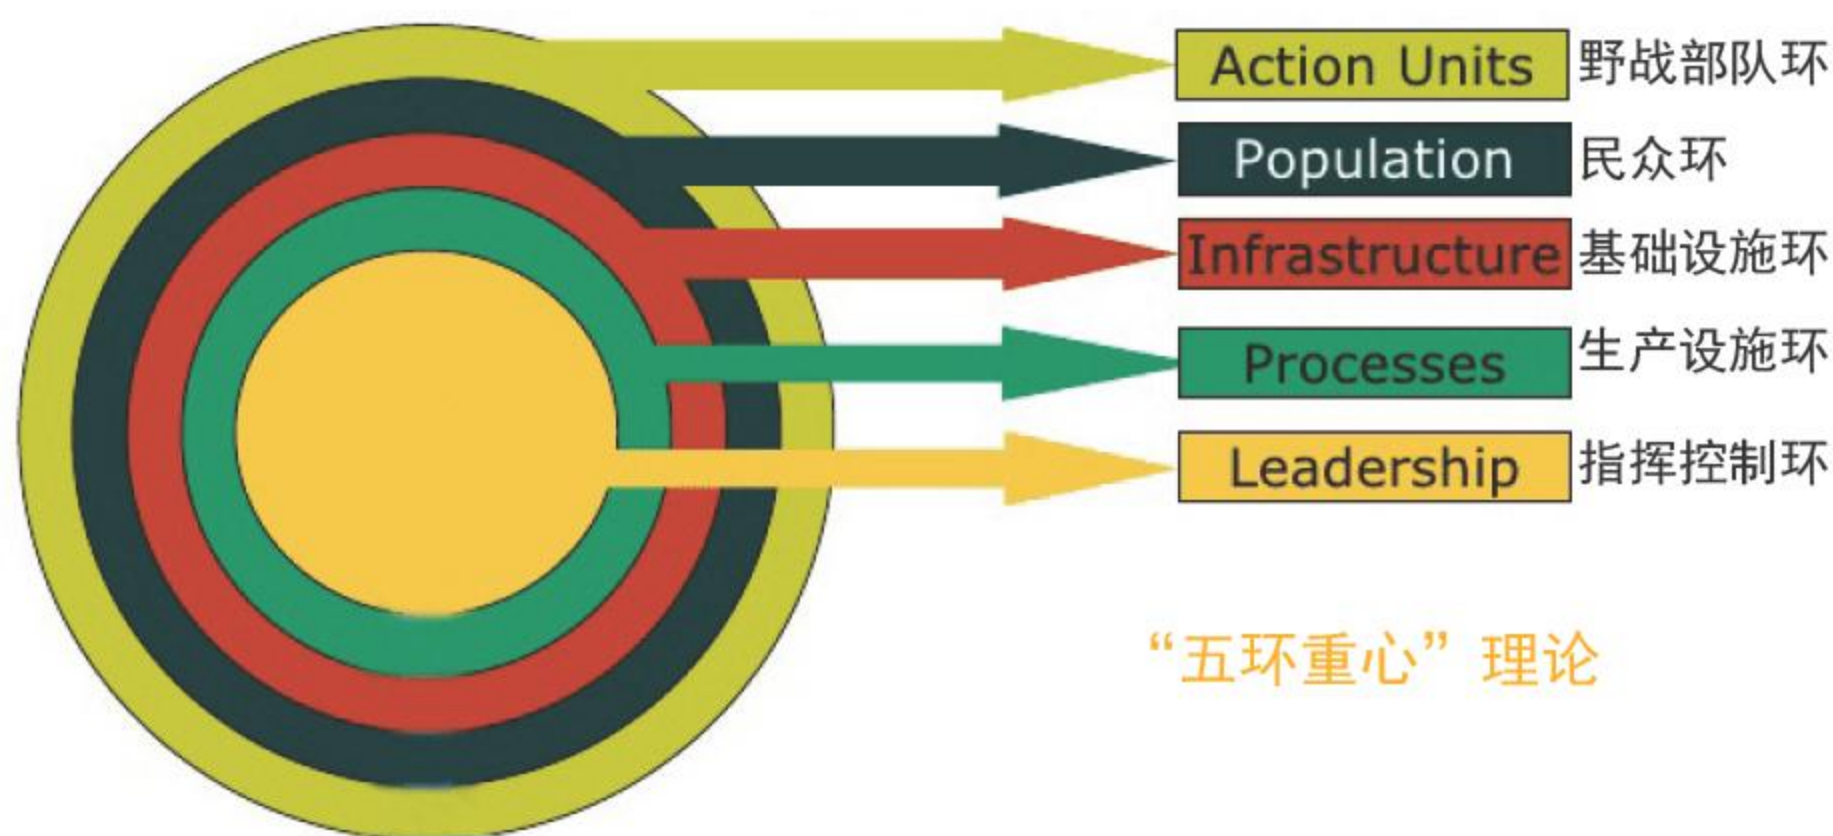 Action Units 野战部队环
Population 民众环
Infrastructure 基础设施环
Processes 生产设施环
Leadership 指挥控制环
“五环重心”理论